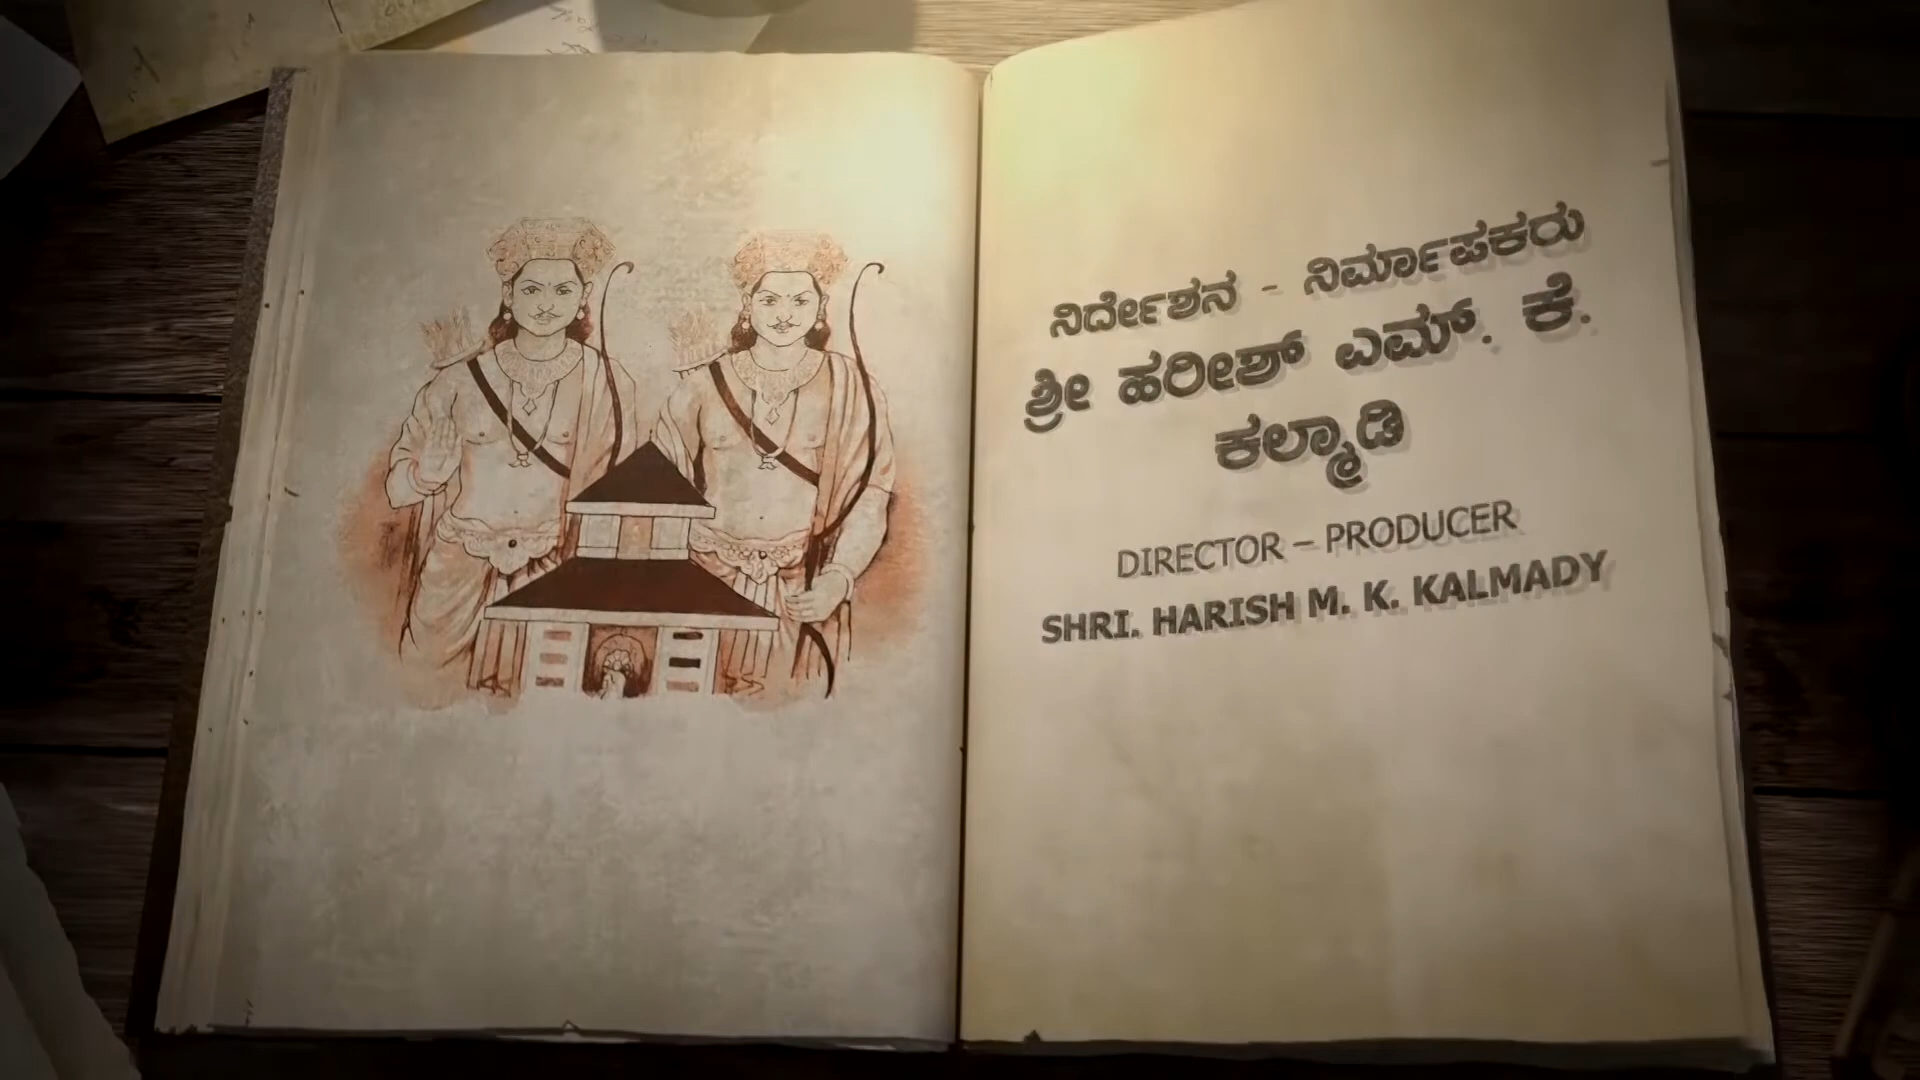 ನಿರ್ದೇಶನ - ನಿರ್ಮಾಪಕರು
ಶ್ರೀ ಹರೀಶ್ ಎಮ್. ಕೆ.
ಕಲ್ಮಾಡಿ
DIRECTOR – PRODUCER
SHRI. HARISH M. K. KALMADY